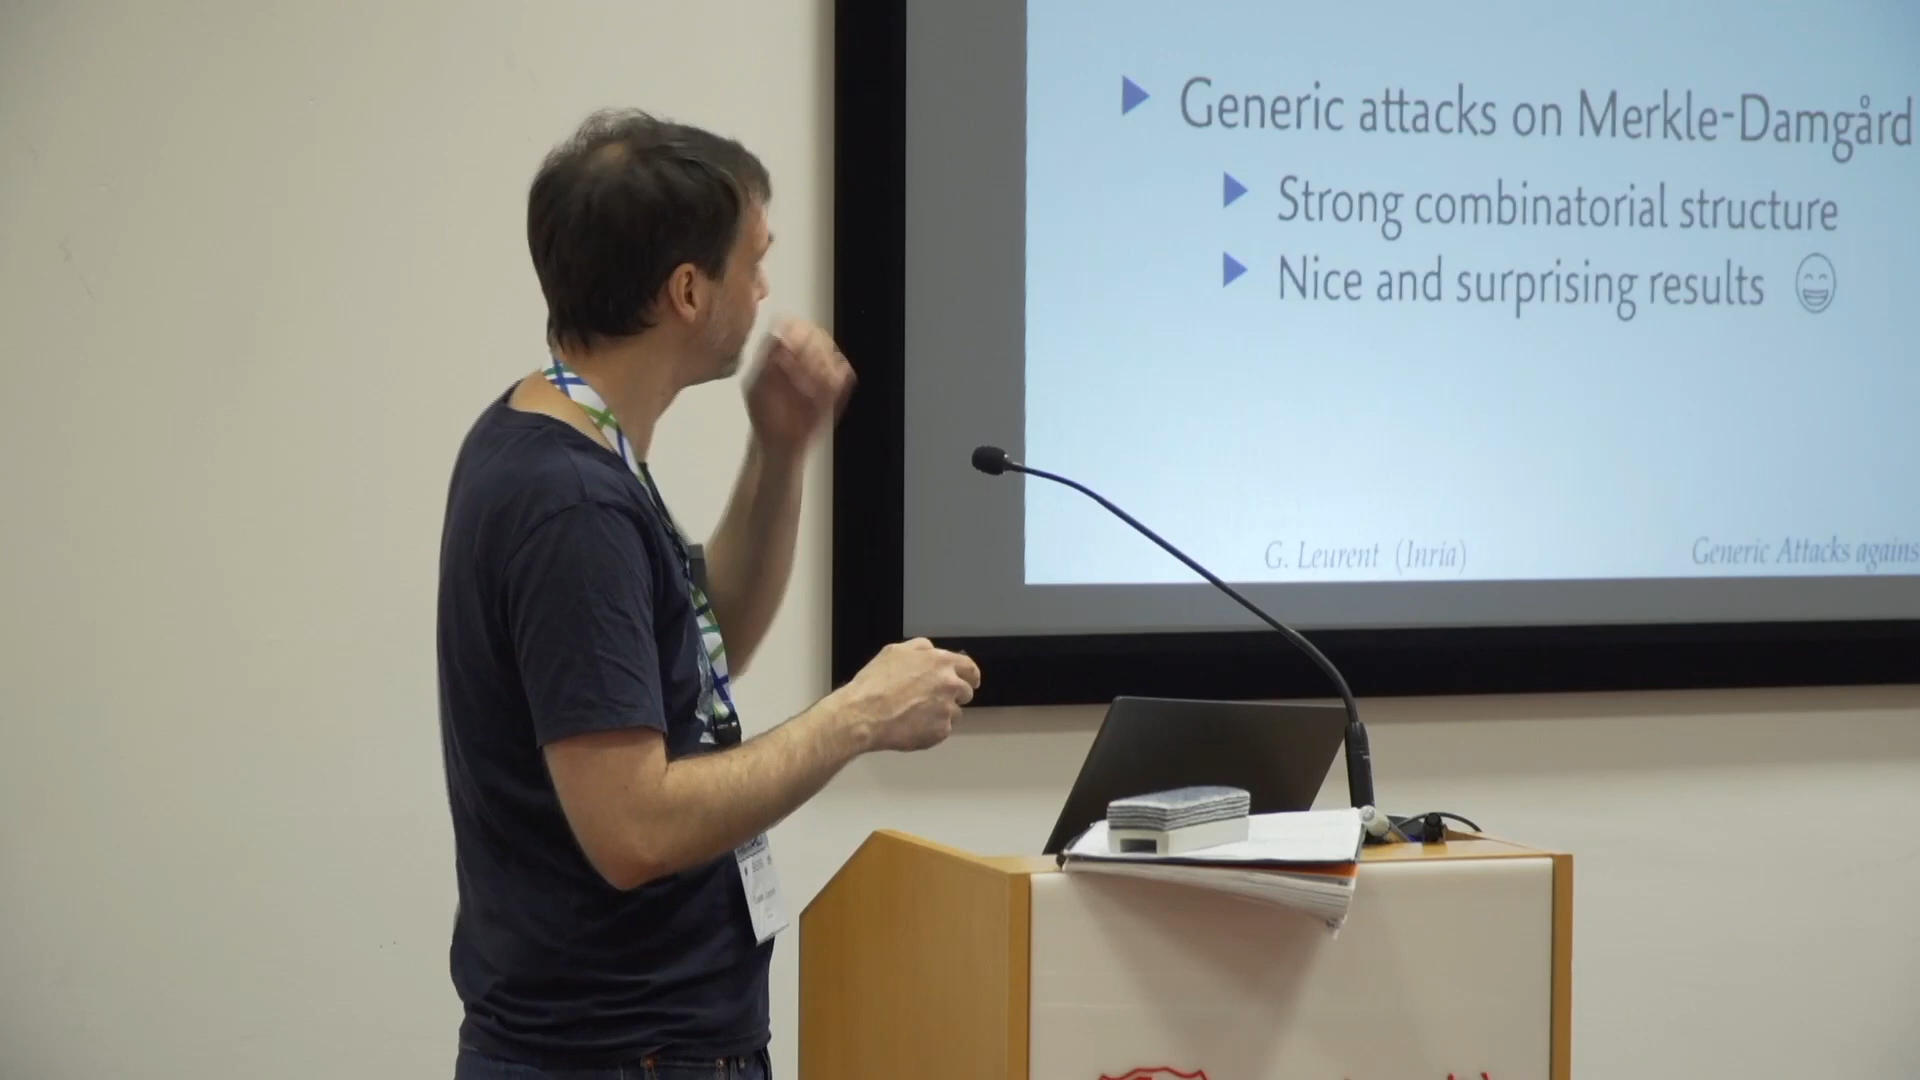 Generic attacks on Merkle-Damgård
Strong combinatorial structure
Nice and surprising results
G. Leurent (Inria)
Generic Attacks agains